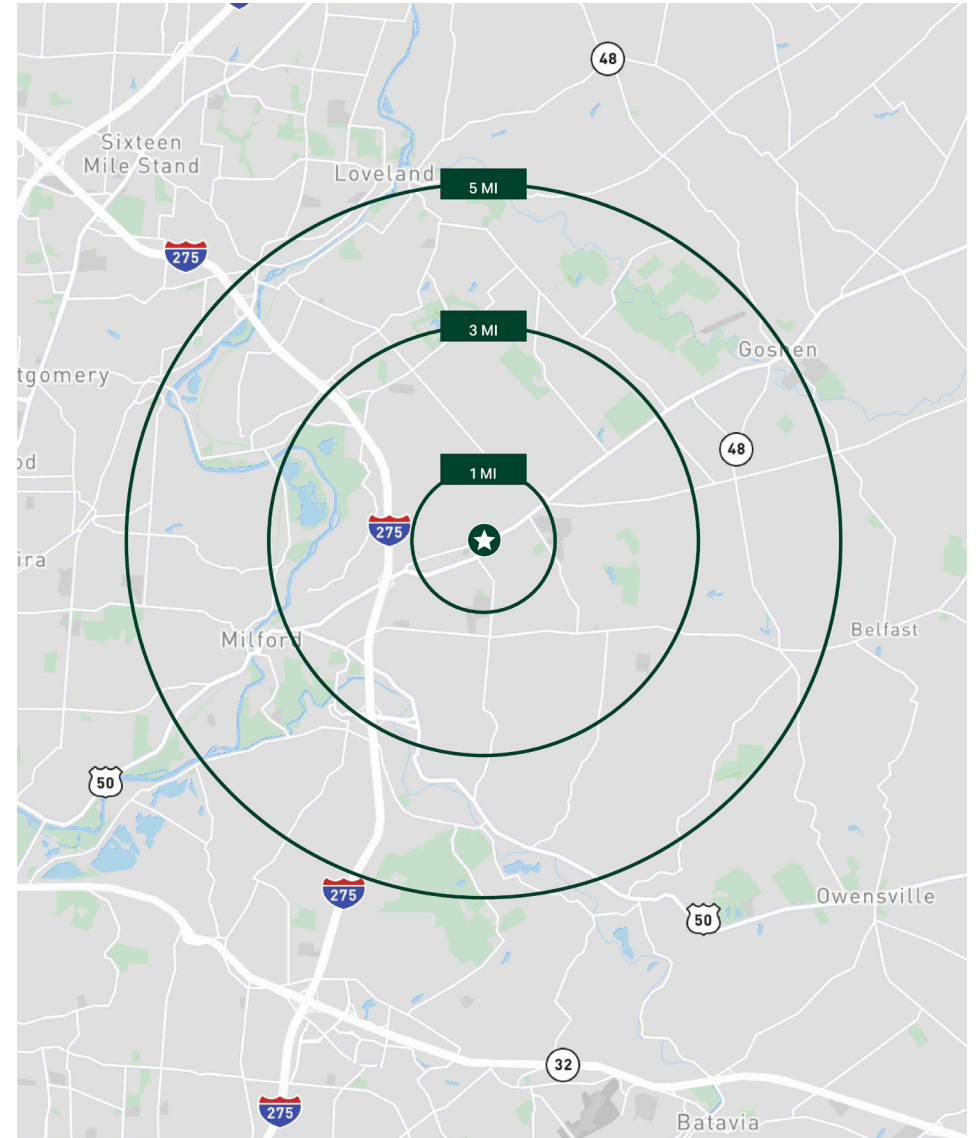 48
Sixteen
Mile Stand
Loveland
5 MI
275
3 MI
Goshen
tgomery
48
od
1 MI
275
ira
Belfast
Milford
50
275
Owensville
50
32
275
Batavia